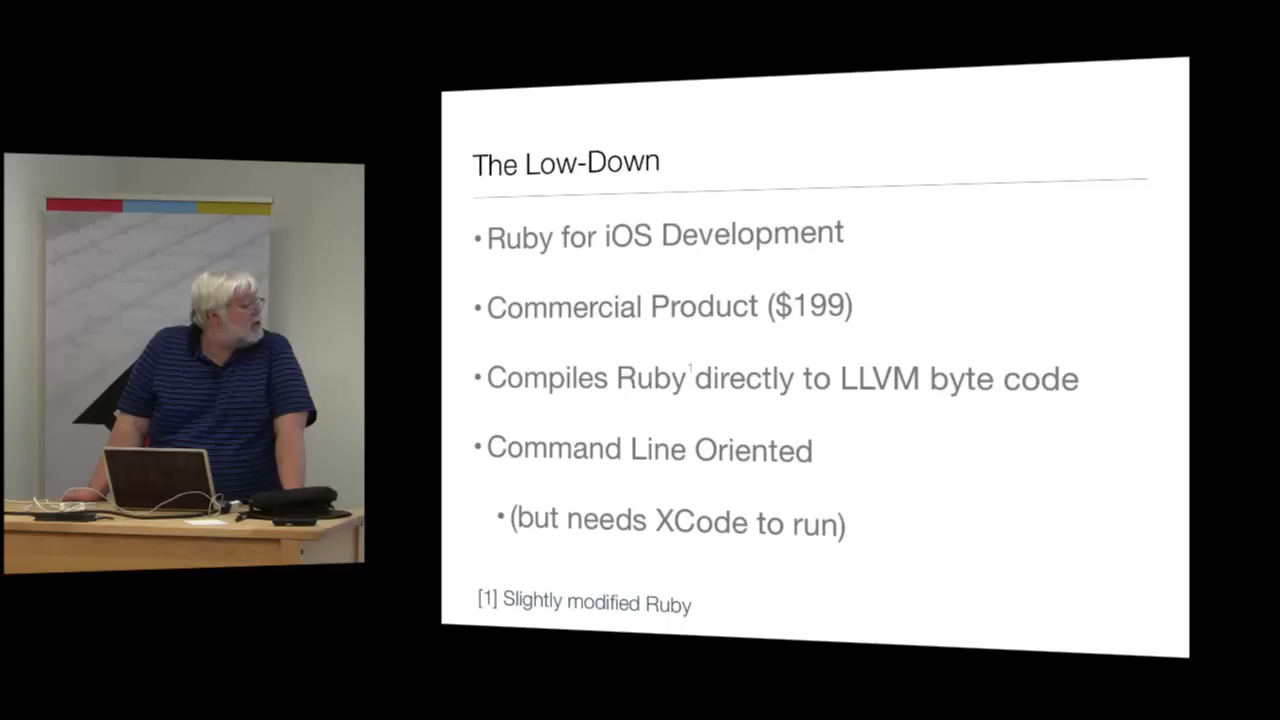 The Low-Down
•Ruby for iOS Development
•Commercial Product ($199)
•Compiles Ruby¹ directly to LLVM byte code
•Command Line Oriented
•(but needs XCode to run)
[1] Slightly modified Ruby